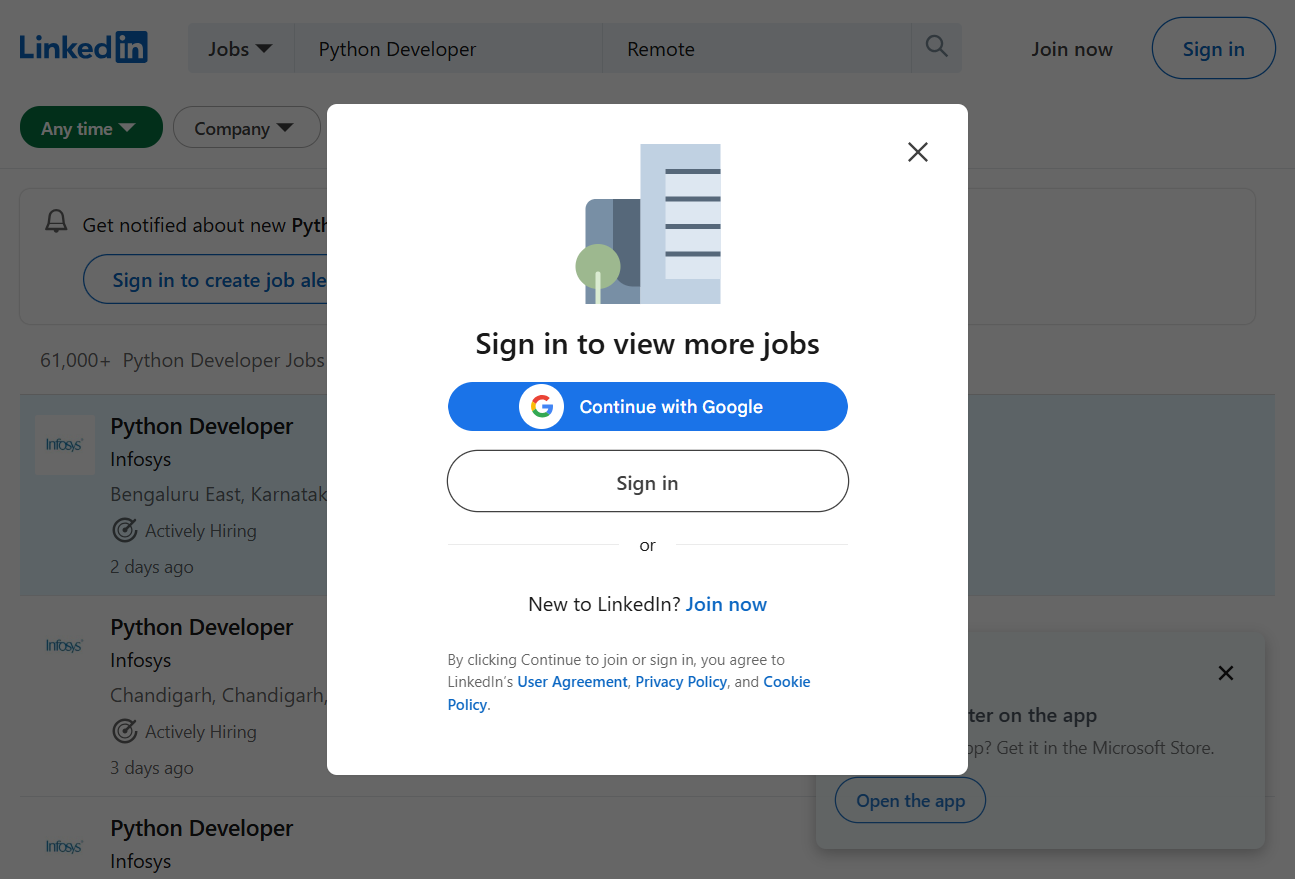 LinkedIn
Jobs
Python Developer
Remote
Join now
Sign in
Any time
Company
Get notified about new Pyth
Sign in to create job ale
61,000+ Python Developer Jobs
Infosys
Python Developer
Infosys
Bengaluru East, Karnatak
Actively Hiring
2 days ago
Infosys
Python Developer
Infosys
Chandigarh, Chandigarh,
Actively Hiring
3 days ago
Infosys
Python Developer
Infosys
Sign in to view more jobs
Continue with Google
Sign in
or
New to LinkedIn? Join now
By clicking Continue to join or sign in, you agree to
LinkedIn’s User Agreement, Privacy Policy, and Cookie
Policy.
ter on the app
pp? Get it in the Microsoft Store.
Open the app